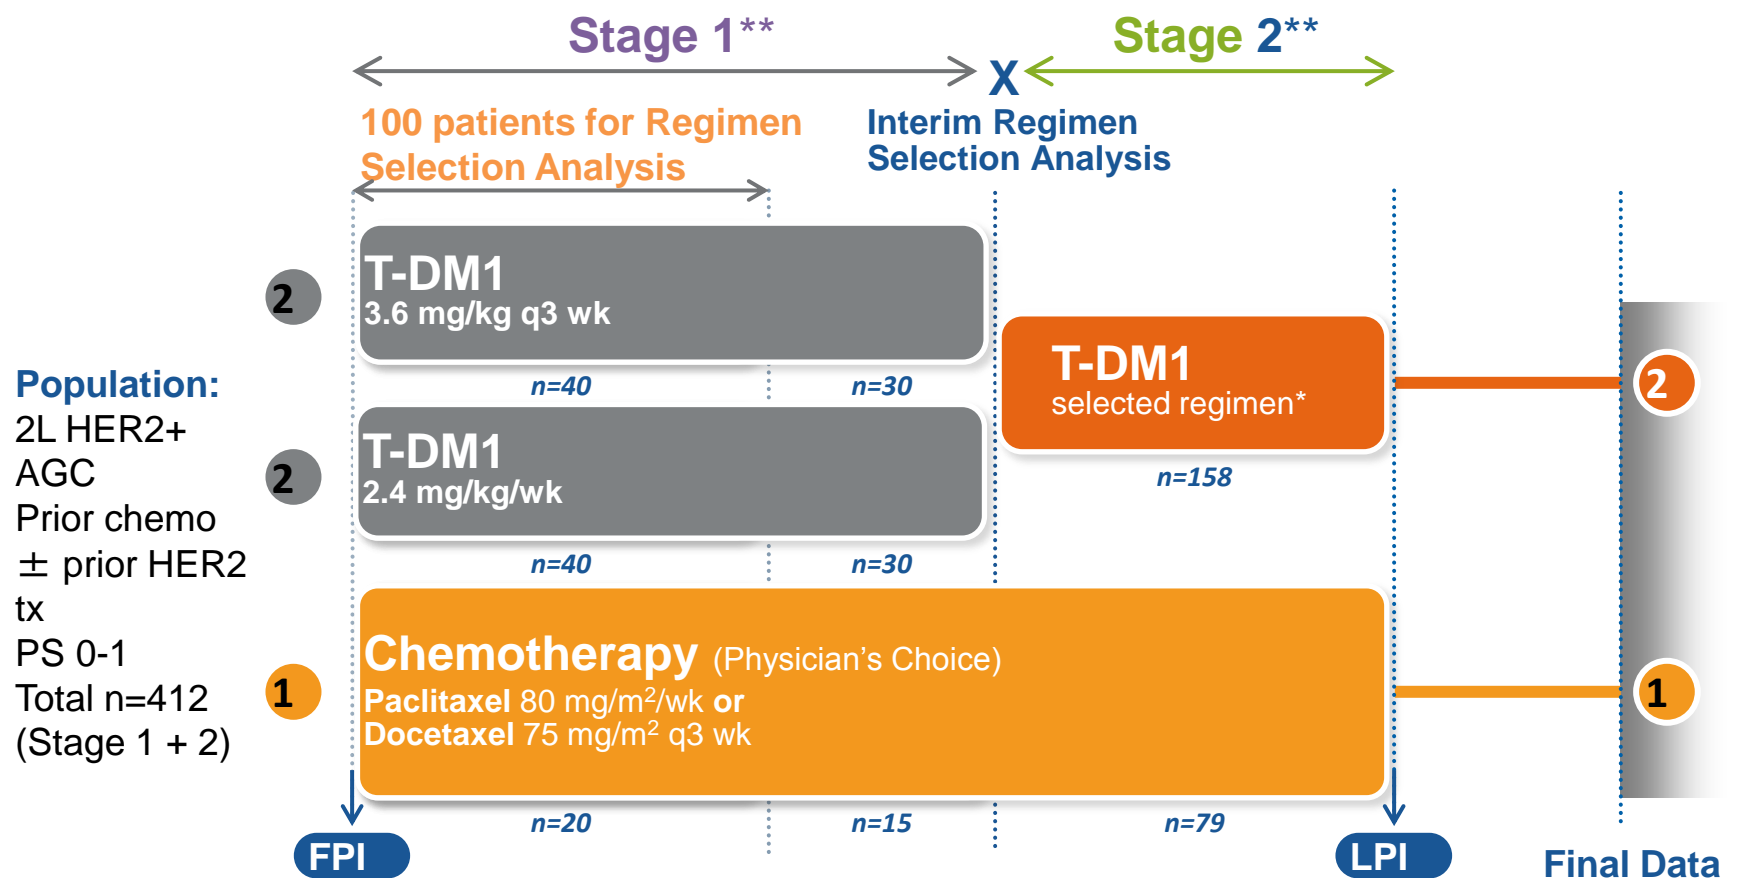 Stage 1**
Stage 2**
X
100 patients for Regimen
Selection Analysis
Interim Regimen
Selection Analysis
2
T-DM1
3.6 mg/kg q3 wk
n=40
n=30
2
T-DM1
2.4 mg/kg/wk
n=40
n=30
T-DM1
selected regimen*
n=158
2
Population:
2L HER2+
AGC
Prior chemo
± prior HER2
tx
PS 0-1
Total n=412
(Stage 1 + 2)
1
Chemotherapy (Physician's Choice)
Paclitaxel 80 mg/m²/wk or
Docetaxel 75 mg/m² q3 wk
1
n=20
n=15
n=79
FPI
LPI
Final Data